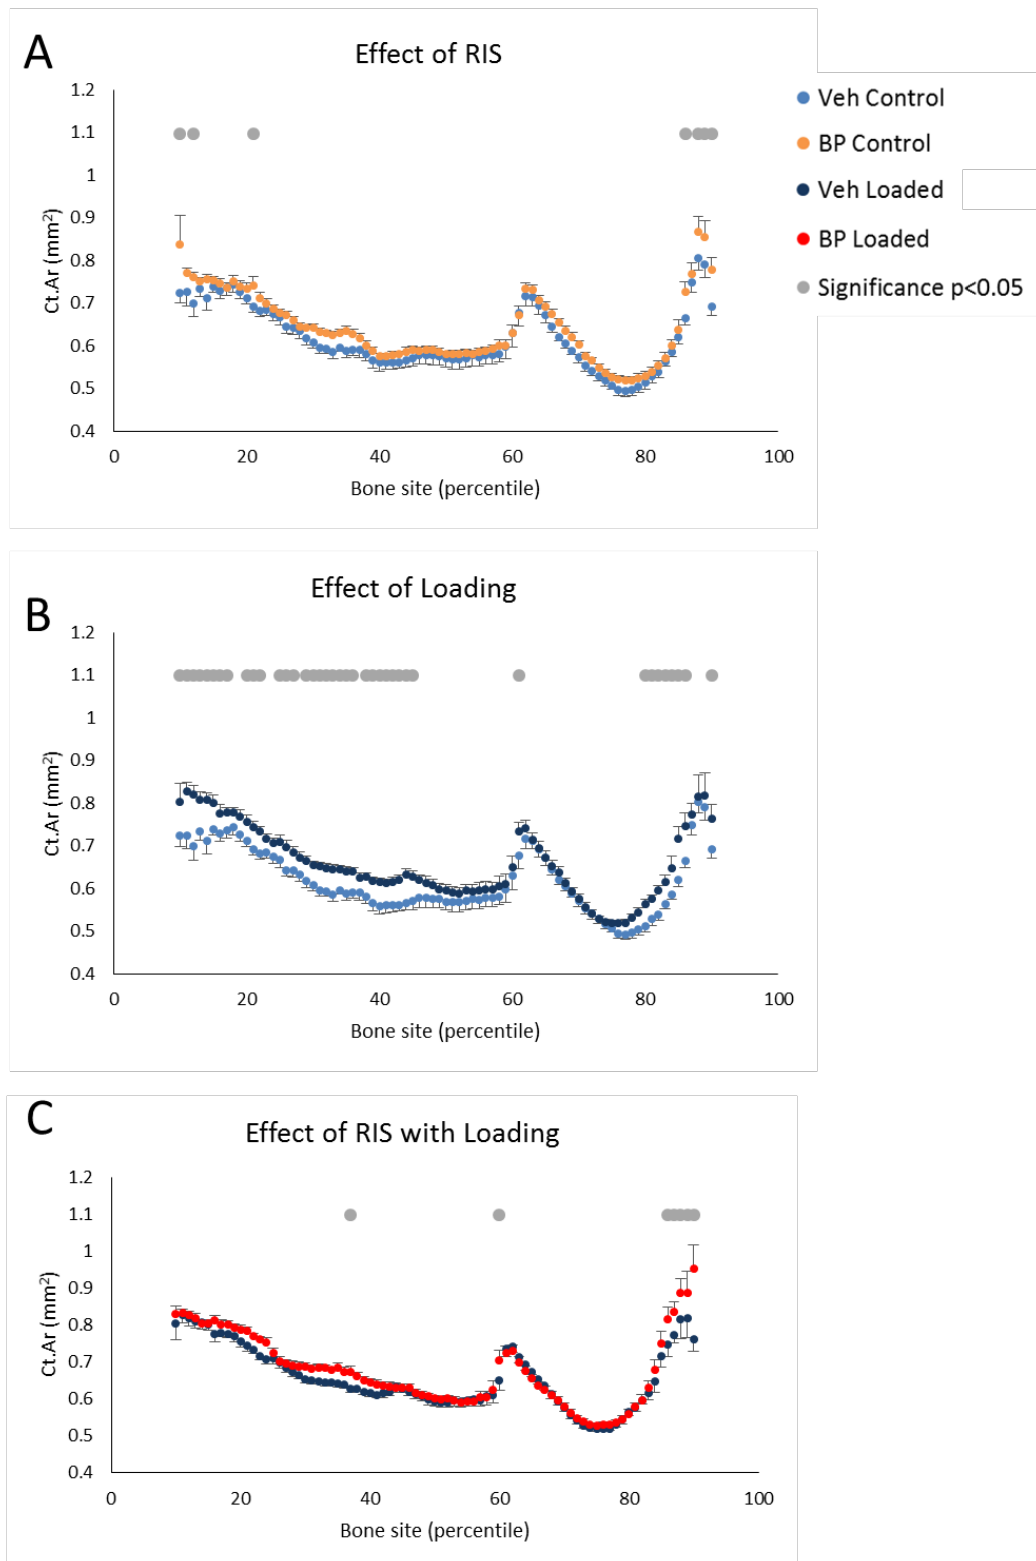 A
Effect of RIS
1.2
1.1
1
0.9
0.8
0.7
0.6
0.5
0.4
Ct.Ar (mm²)
0 20 40 60 80 100
Bone site (percentile)
Veh Control
BP Control
Veh Loaded
BP Loaded
Significance p<0.05
B
Effect of Loading
1.2
1.1
1
0.9
0.8
0.7
0.6
0.5
0.4
Ct.Ar (mm²)
0 20 40 60 80 100
Bone site (percentile)
C
Effect of RIS with Loading
1.2
1.1
1
0.9
0.8
0.7
0.6
0.5
0.4
Ct.Ar (mm²)
0 20 40 60 80 100
Bone site (percentile)